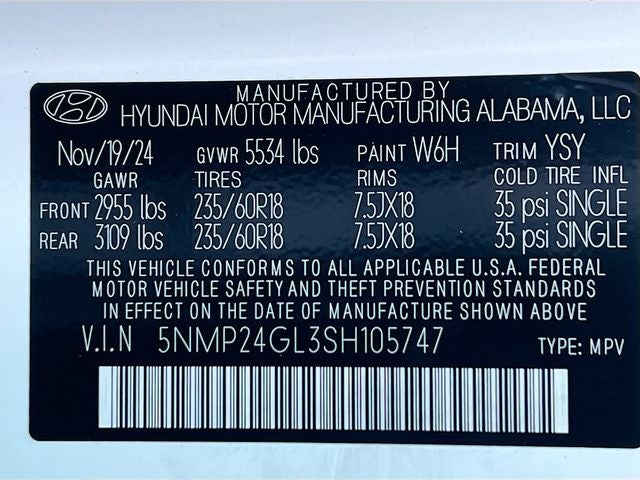 MANUFACTURED BY
HYUNDAI MOTOR MANUFACTURING ALABAMA, LLC
Nov/19/24 GVWR 5534 lbs PAINT W6H TRIM YSY
GAWR TIRES RIMS COLD TIRE INFL
FRONT 2955 lbs 235/60R18 7.5JX18 35 psi SINGLE
REAR 3109 lbs 235/60R18 7.5JX18 35 psi SINGLE
THIS VEHICLE CONFORMS TO ALL APPLICABLE U.S.A. FEDERAL
MOTOR VEHICLE SAFETY AND THEFT PREVENTION STANDARDS
IN EFFECT ON THE DATE OF MANUFACTURE SHOWN ABOVE
V.I.N 5NMP24GL3SH105747 TYPE: MPV